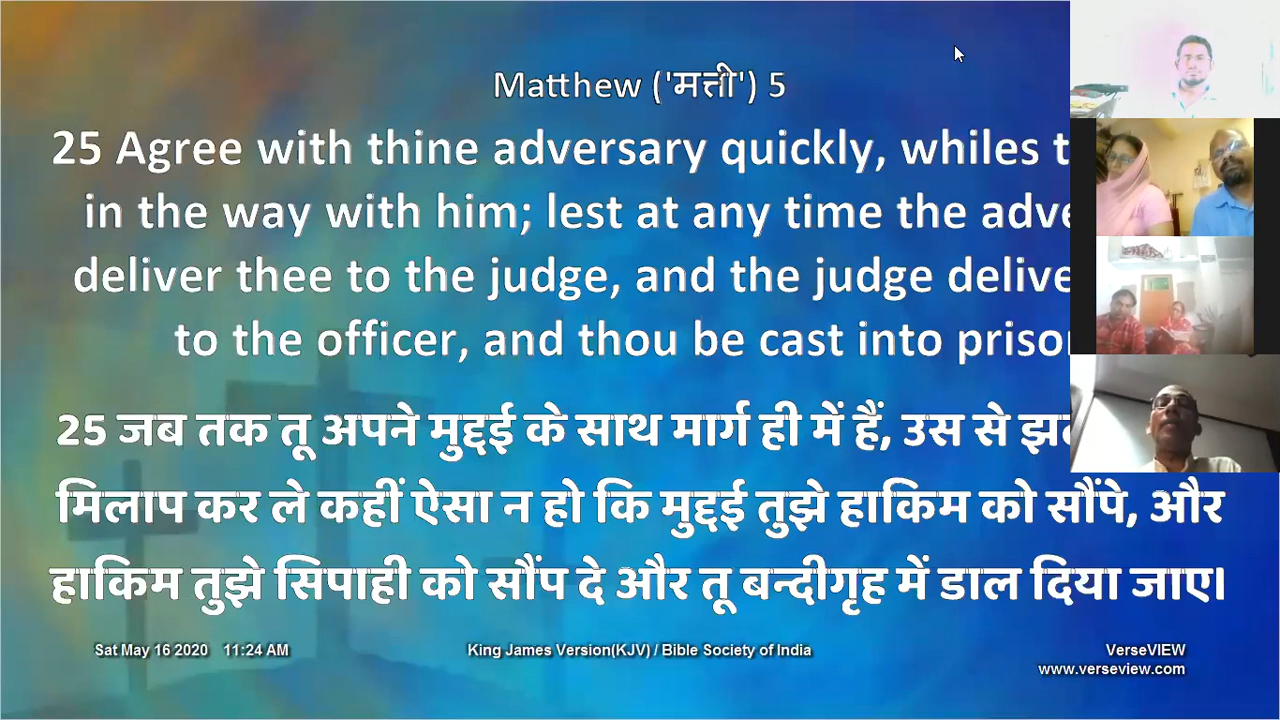 Matthew ('मत्ती') 5
25 Agree with thine adversary quickly, whiles
in the way with him; lest at any time the
deliver thee to the judge, and the judge
to the officer, and thou be cast into
25 जब तक तू अपने मुद्दई के साथ मार्ग ही में हैं, उस से
मिलाप कर ले कहीं ऐसा न हो कि मुद्दई तुझे हाकिम को सौंपे, और
हाकिम तुझे सिपाही को सौंप दे और तू बन्दीगृह में डाल दिया जाए।
Sat May 16 2020 11:24 AM
King James Version(KJV) / Bible Society of India
VerseVIEW
www.verseview.com